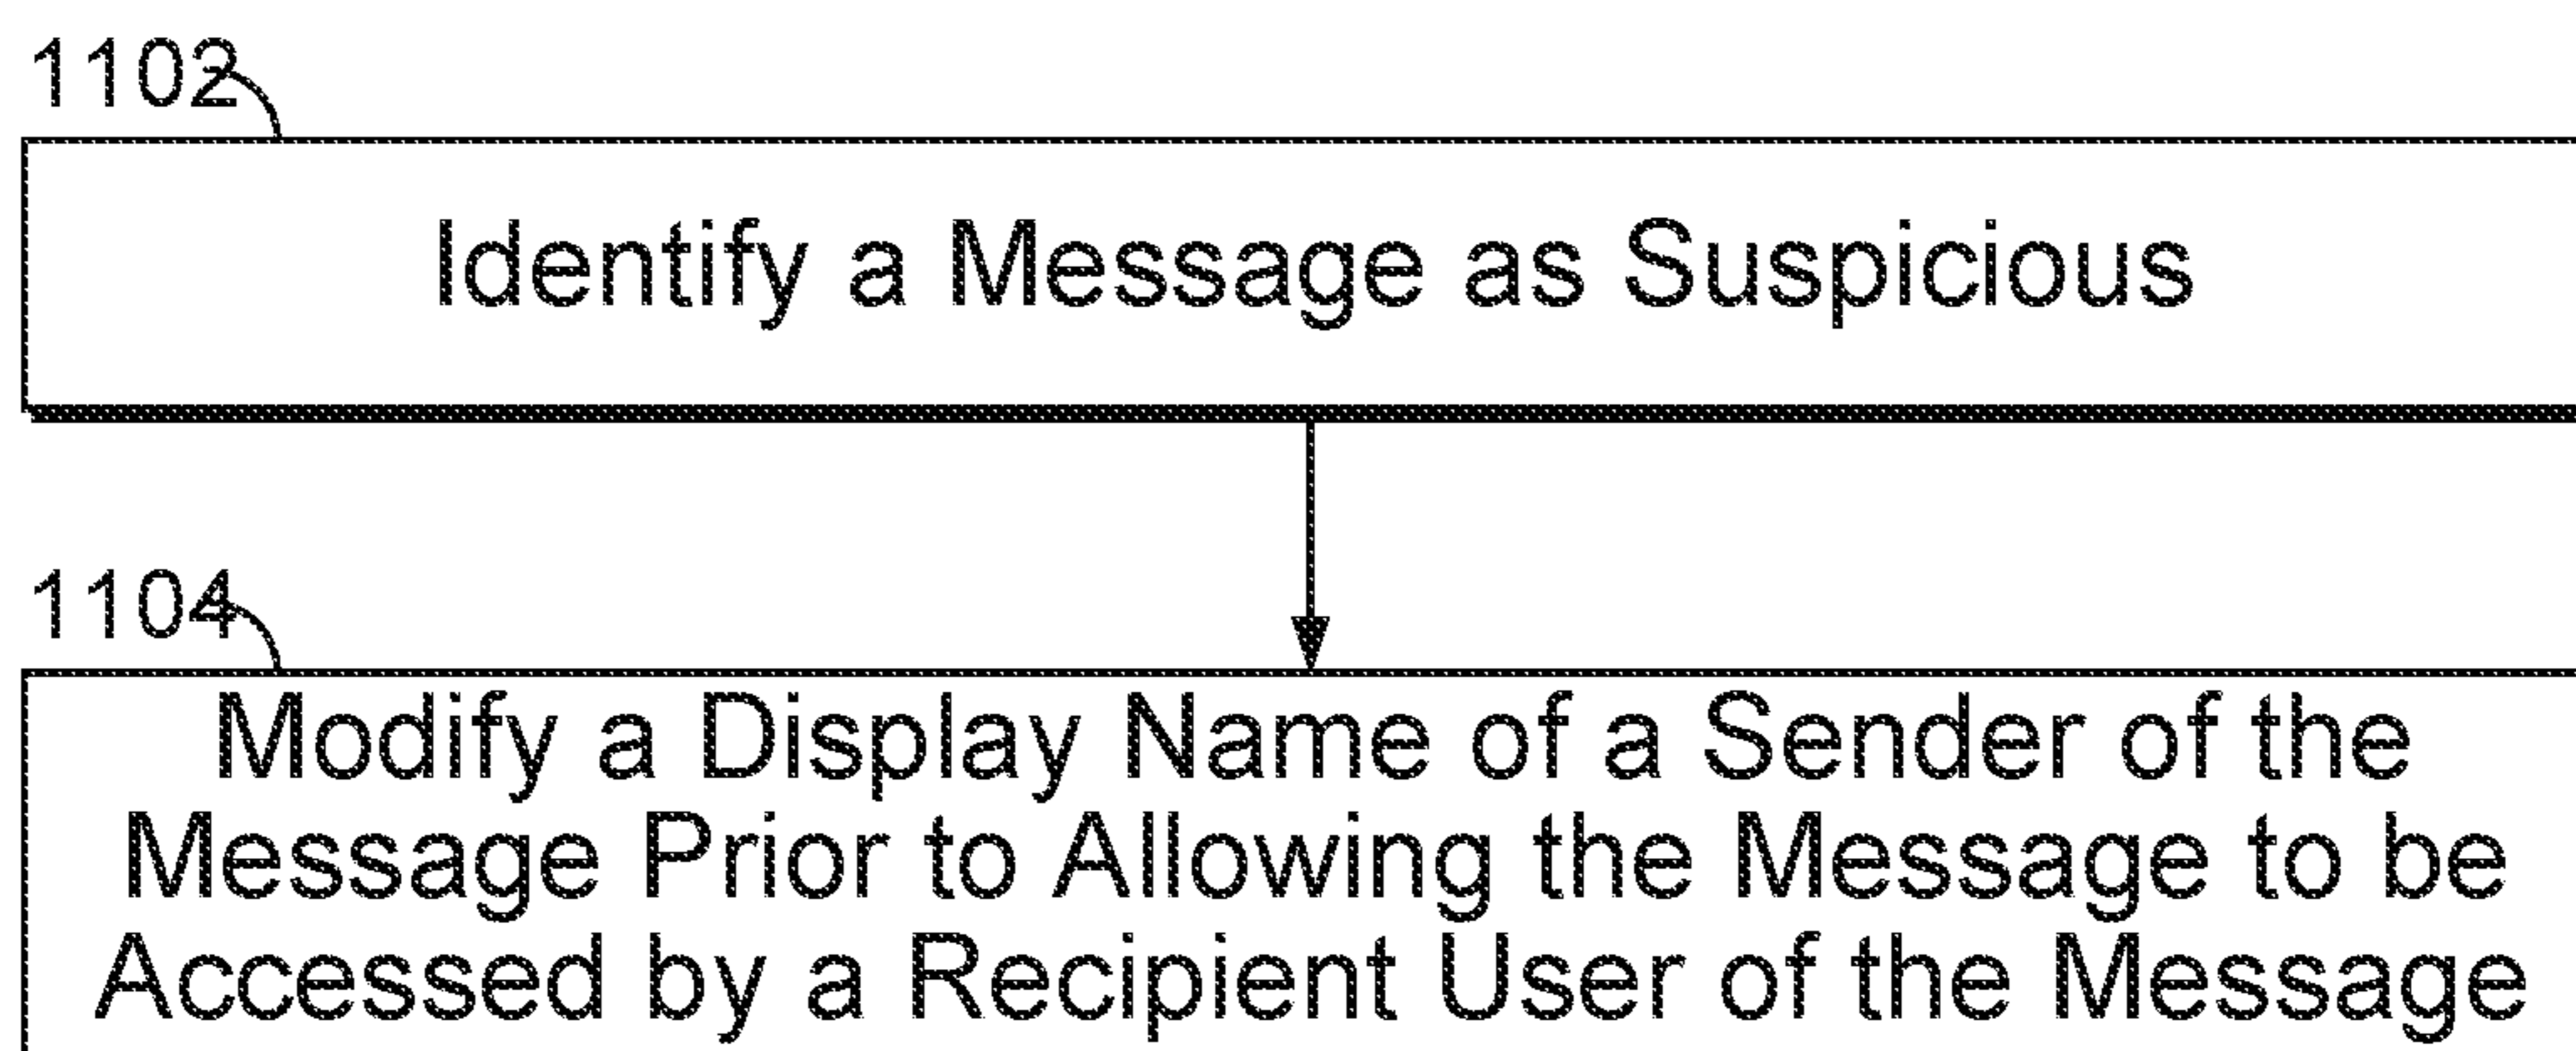 1102
Identify a Message as Suspicious
1104
Modify a Display Name of a Sender of the
Message Prior to Allowing the Message to be
Accessed by a Recipient User of the Message